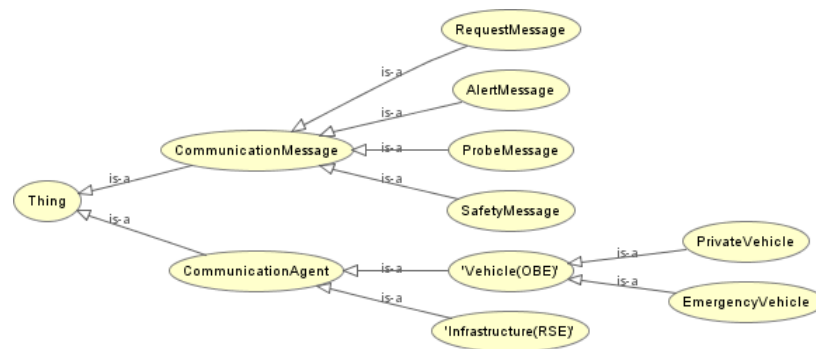 RequestMessage
is-a
AlertMessage
is-a
CommunicationMessage
is-a
ProbeMessage
is-a
Thing
is-a
SafetyMessage
is-a
PrivateVehicle
is-a
CommunicationAgent
is-a
'Vehicle(OBE)'
is-a
is-a
EmergencyVehicle
is-a
'Infrastructure(RSE)'